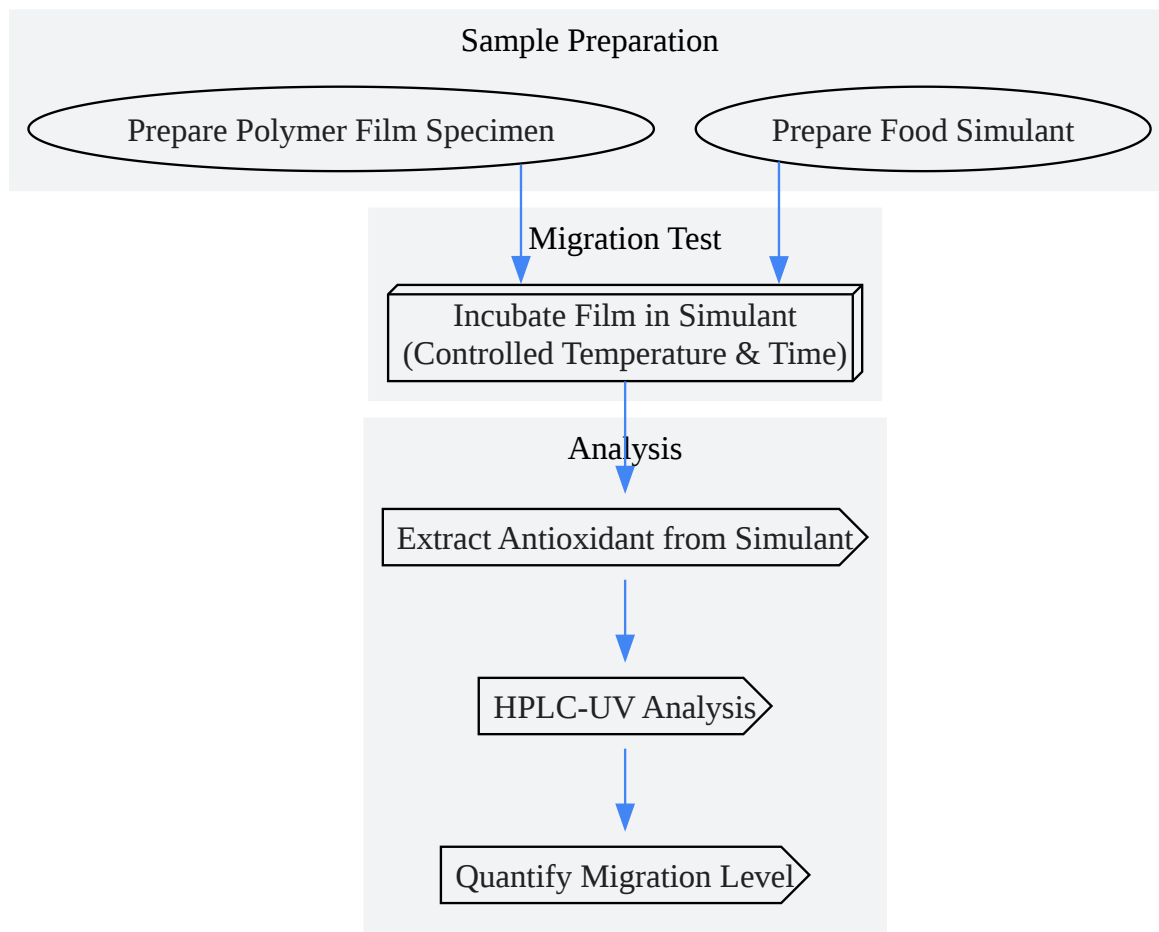 Sample Preparation
Prepare Polymer Film Specimen
Prepare Food Simulant
Migration Test
Incubate Film in Simulant
(Controlled Temperature & Time)
Analysis
Extract Antioxidant from Simulant
HPLC-UV Analysis
Quantify Migration Level